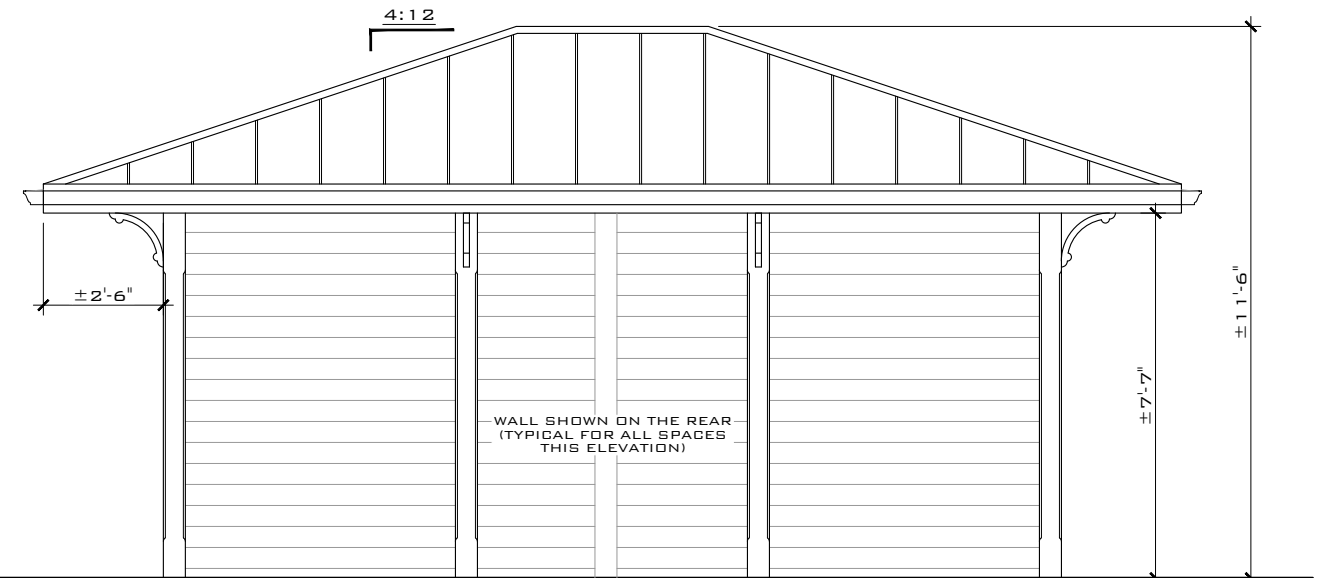 4:12
±2'-6"
±11'-6"
±7'-7"
WALL SHOWN ON THE REAR
(TYPICAL FOR ALL SPACES
THIS ELEVATION)